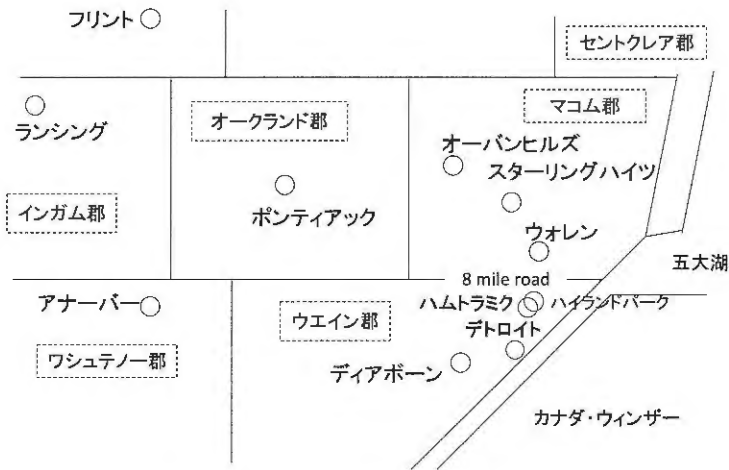 フリント
セントクレア郡
ランシング
オークランド郡
マコム郡
オーバンヒルズ
スターリングハイツ
インガム郡
ポンティアック
ウォレン
五大湖
8 mile road
アナーバー
ハムトラミク
ハイランドパーク
ウエイン郡
デトロイト
ワシュテノー郡
ディアボーン
カナダ・ウィンザー